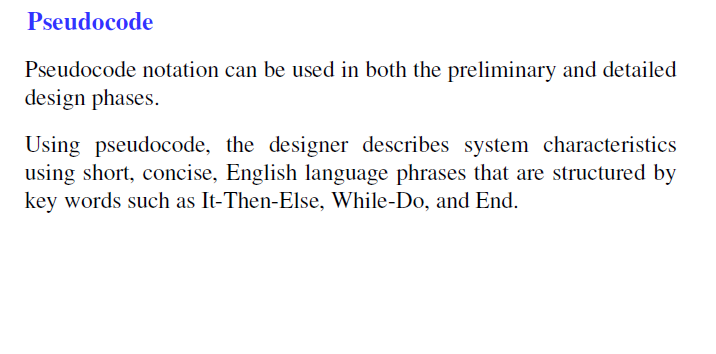 Pseudocode
Pseudocode notation can be used in both the preliminary and detailed
design phases.
Using pseudocode, the designer describes system characteristics
using short, concise, English language phrases that are structured by
key words such as It-Then-Else, While-Do, and End.